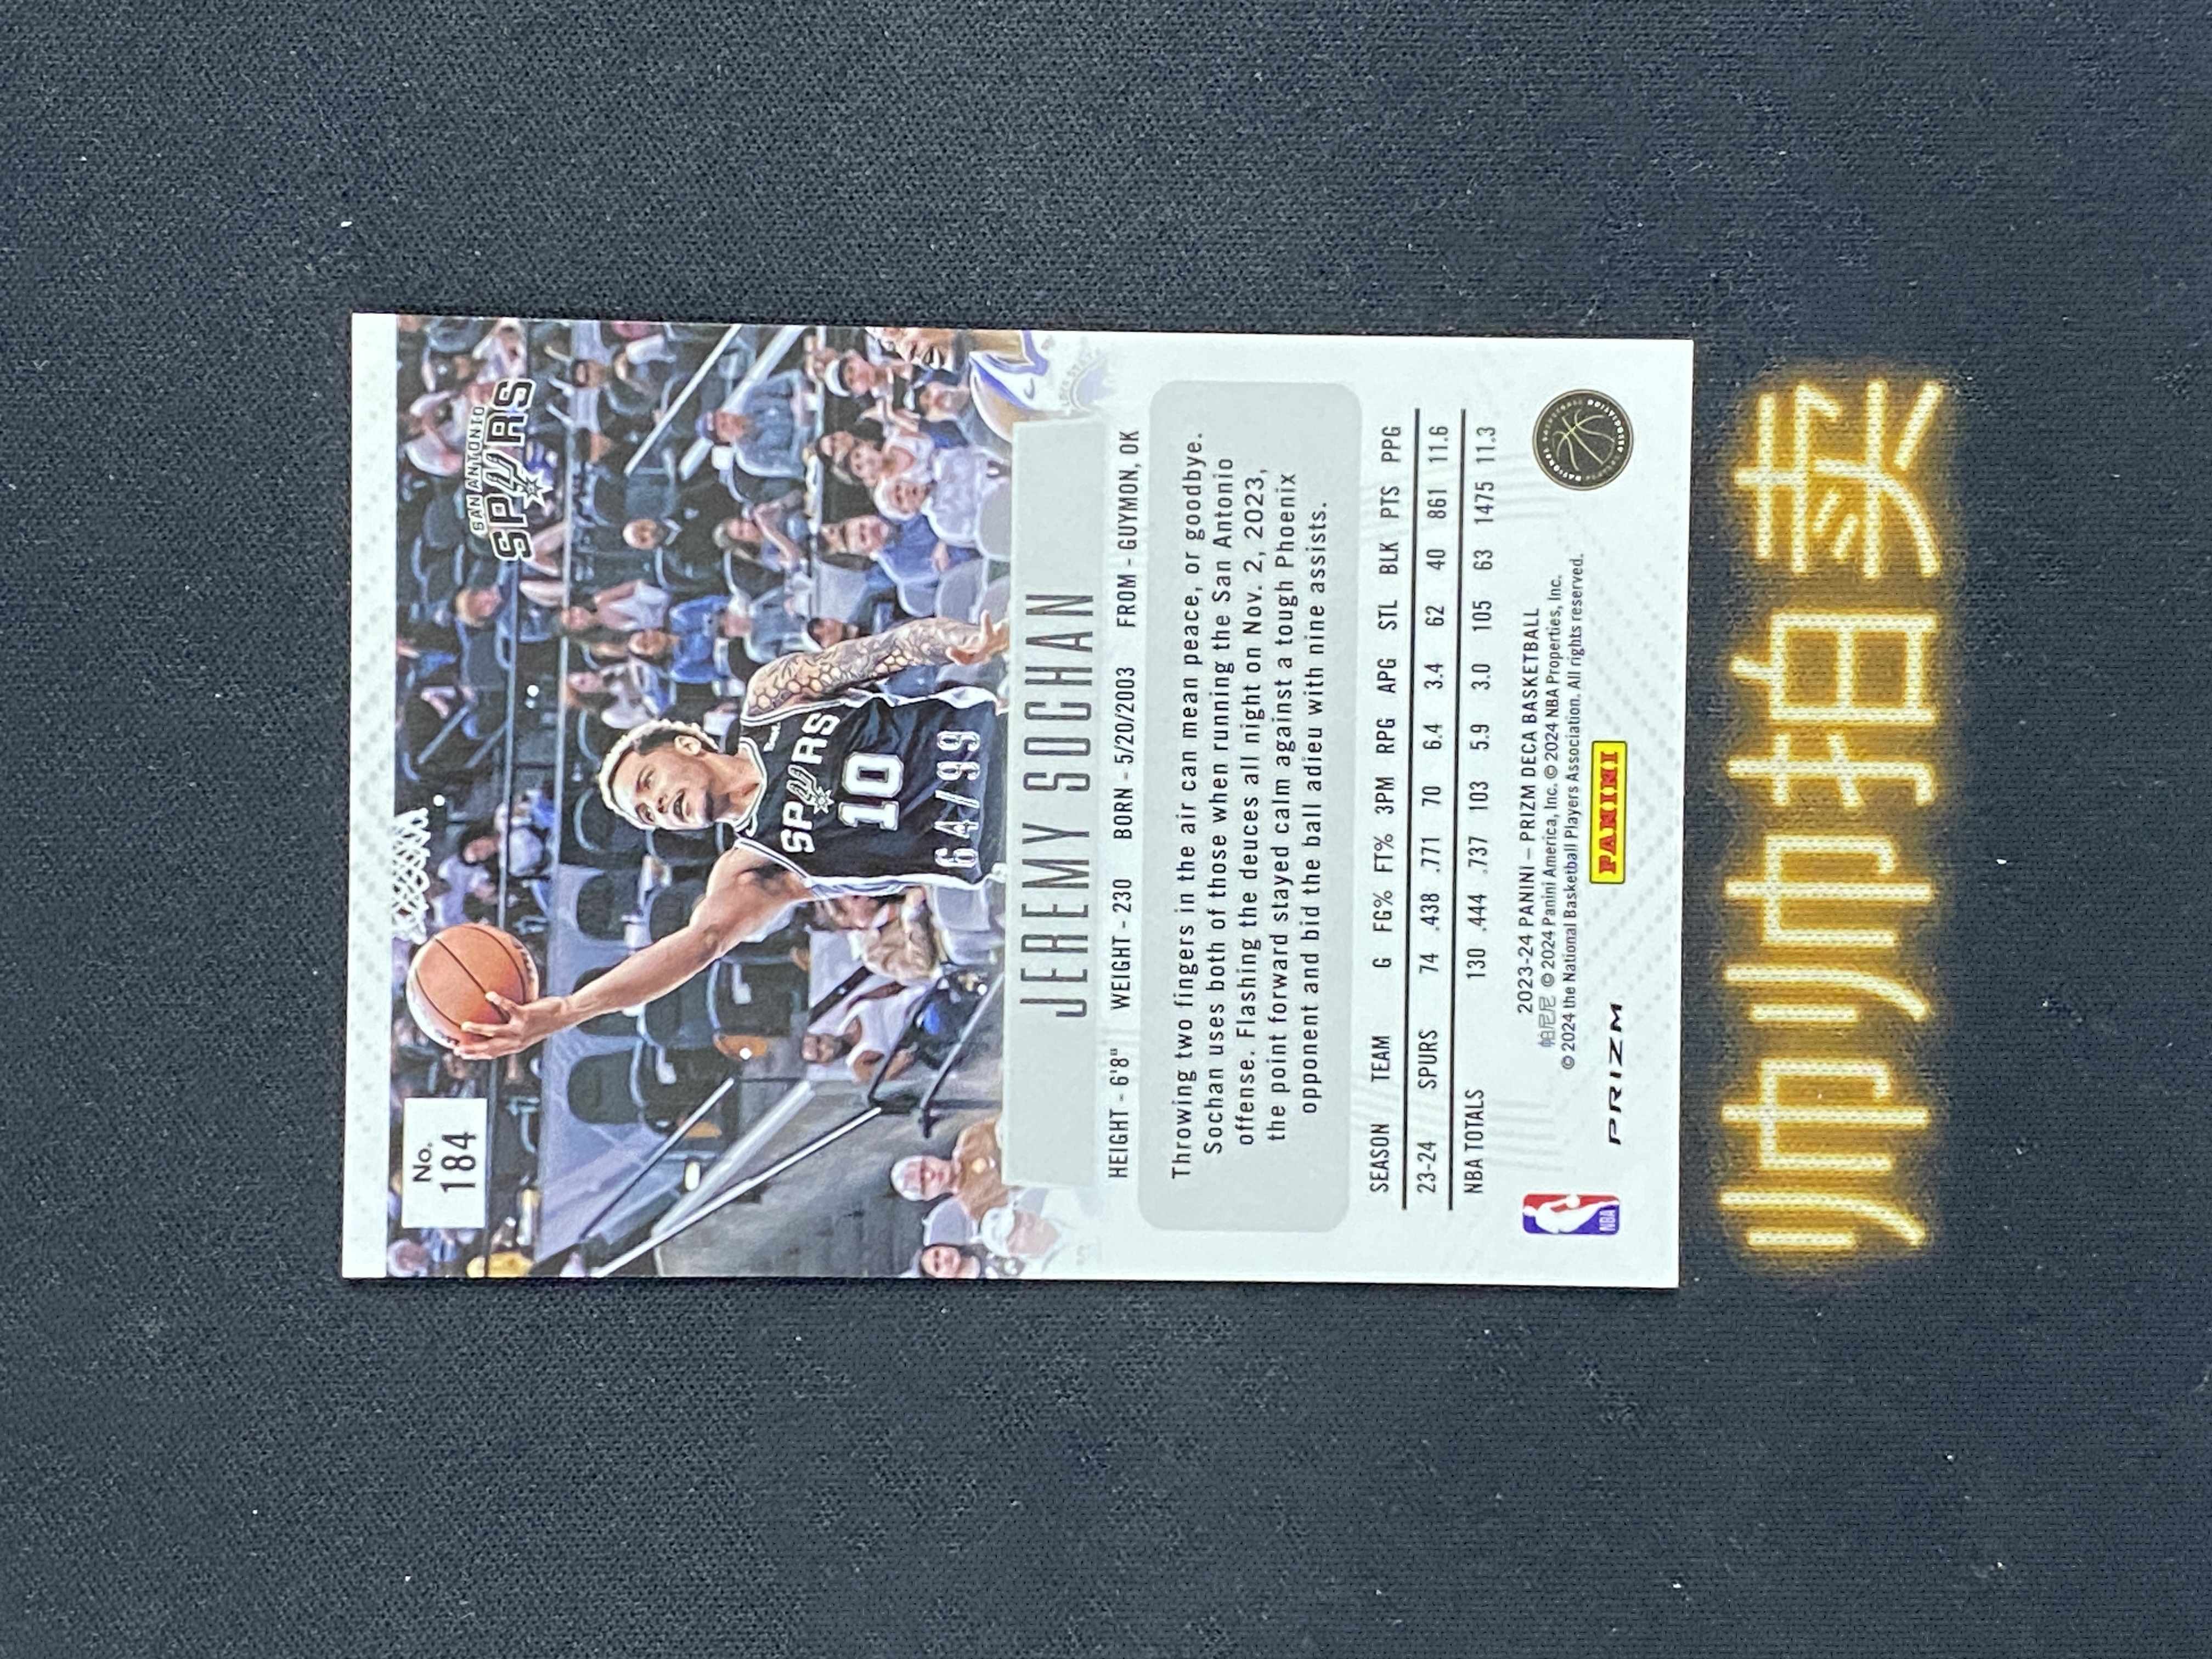 No.
184
SAN ANTONIO
SPURS
SPURS
10
64/99
JEREMY SOCHAN
HEIGHT - 6'8" WEIGHT - 230 BORN - 5/20/2003 FROM - GUYMON, OK
Throwing two fingers in the air can mean peace, or goodbye.
Sochan uses both of those when running the San Antonio
offense. Flashing the deuces all night on Nov. 2, 2023,
the point forward stayed calm against a tough Phoenix
opponent and bid the ball adieu with nine assists.
SEASON TEAM G FG% FT% 3PM RPG APG STL BLK PTS PPG
23-24 SPURS 74 .438 .771 70 6.4 3.4 62 40 861 11.6
NBA TOTALS 130 .444 .737 103 5.9 3.0 105 63 1475 11.3
2023-24 PANINI – PRIZM DECA BASKETBALL
帕尼尼 © 2024 Panini America, Inc. © 2024 NBA Properties, Inc.
© 2024 the National Basketball Players Association. All rights reserved.
NBA
PRIZM
PANINI
NATIONAL BASKETBALL PLAYERS ASSOCIATION
帅帅拍卖